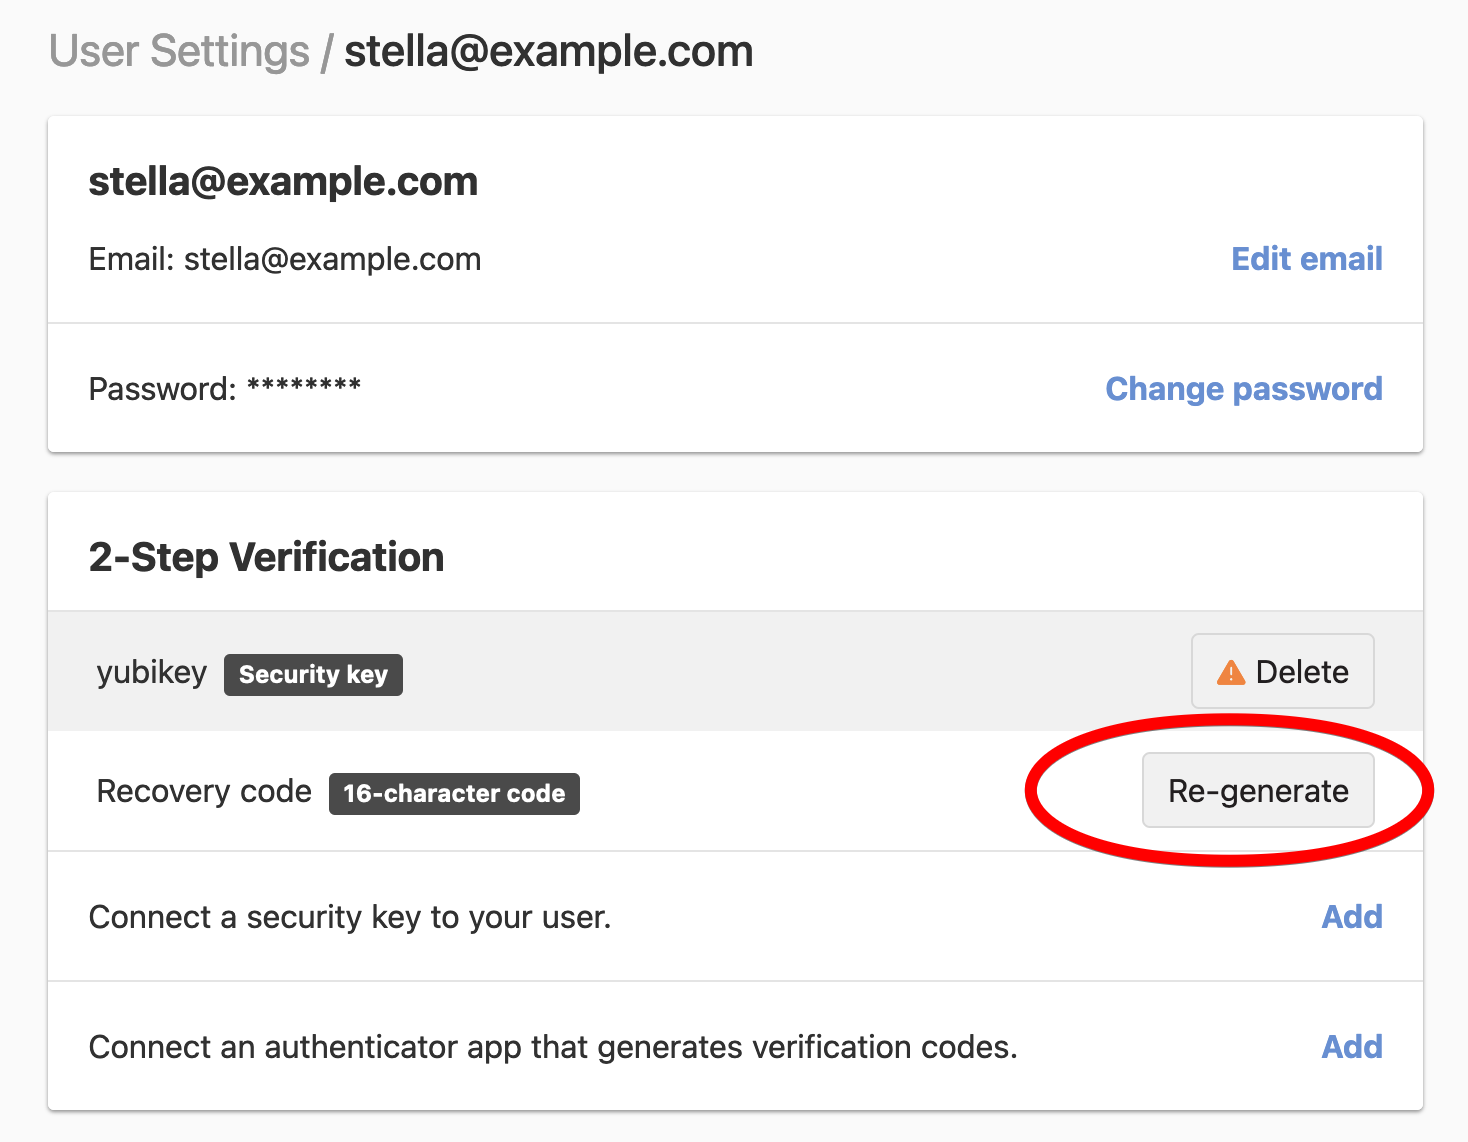 User Settings / stella@example.com
stella@example.com
Email: stella@example.com Edit email
Password: ******** Change password
2-Step Verification
yubikey Security key Delete
Recovery code 16-character code Re-generate
Connect a security key to your user. Add
Connect an authenticator app that generates verification codes. Add